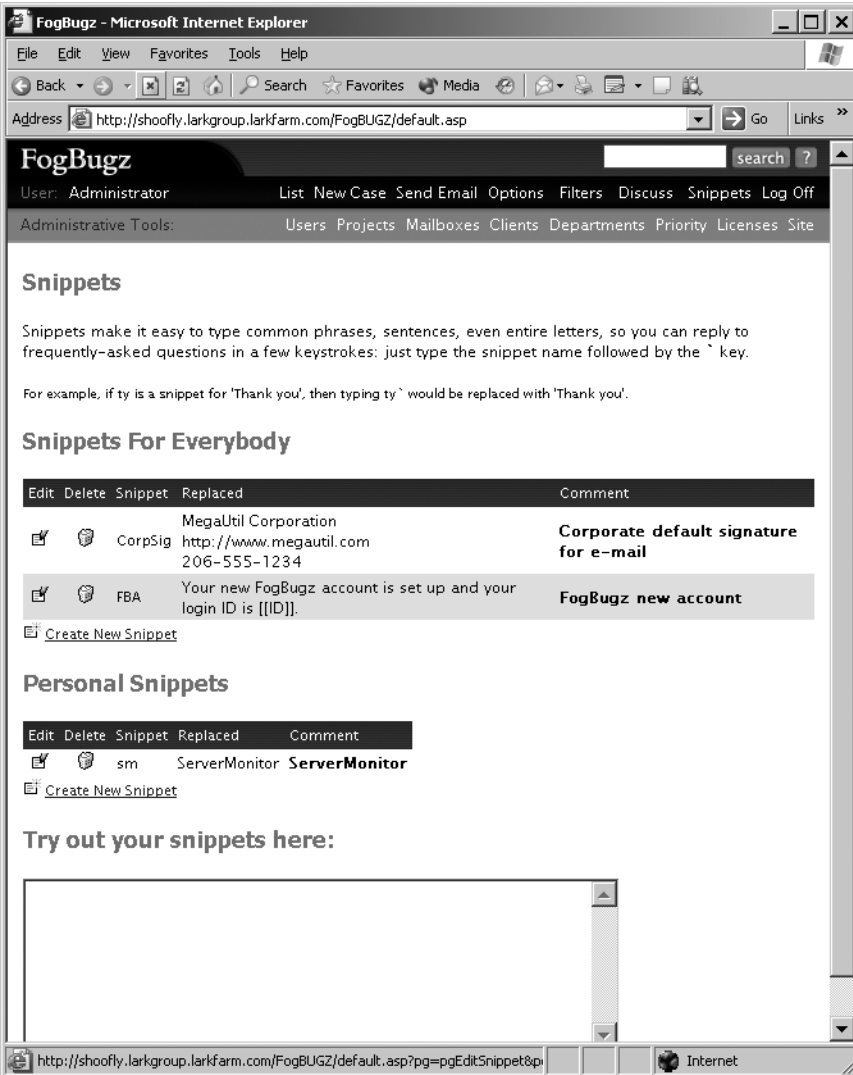 FogBugz - Microsoft Internet Explorer
File Edit View Favorites Tools Help
Back Search Favorites Media
Address http://shoofly.larkgroup.larkfarm.com/FogBUGZ/default.asp Go Links »
FogBugz search ?
User: Administrator List New Case Send Email Options Filters Discuss Snippets Log Off
Administrative Tools: Users Projects Mailboxes Clients Departments Priority Licenses Site
Snippets
Snippets make it easy to type common phrases, sentences, even entire letters, so you can reply to
frequently-asked questions in a few keystrokes: just type the snippet name followed by the ` key.
For example, if ty is a snippet for 'Thank you', then typing ty` would be replaced with 'Thank you'.
Snippets For Everybody
Edit Delete Snippet Replaced Comment
CorpSig MegaUtil Corporation
http://www.megautil.com
206-555-1234
Corporate default signature
for e-mail
FBA Your new FogBugz account is set up and your
login ID is [[ID]].
FogBugz new account
Create New Snippet
Personal Snippets
Edit Delete Snippet Replaced Comment
sm ServerMonitor ServerMonitor
Create New Snippet
Try out your snippets here:
http://shoofly.larkgroup.larkfarm.com/FogBUGZ/default.asp?pg=pgEditSnippet&p Internet